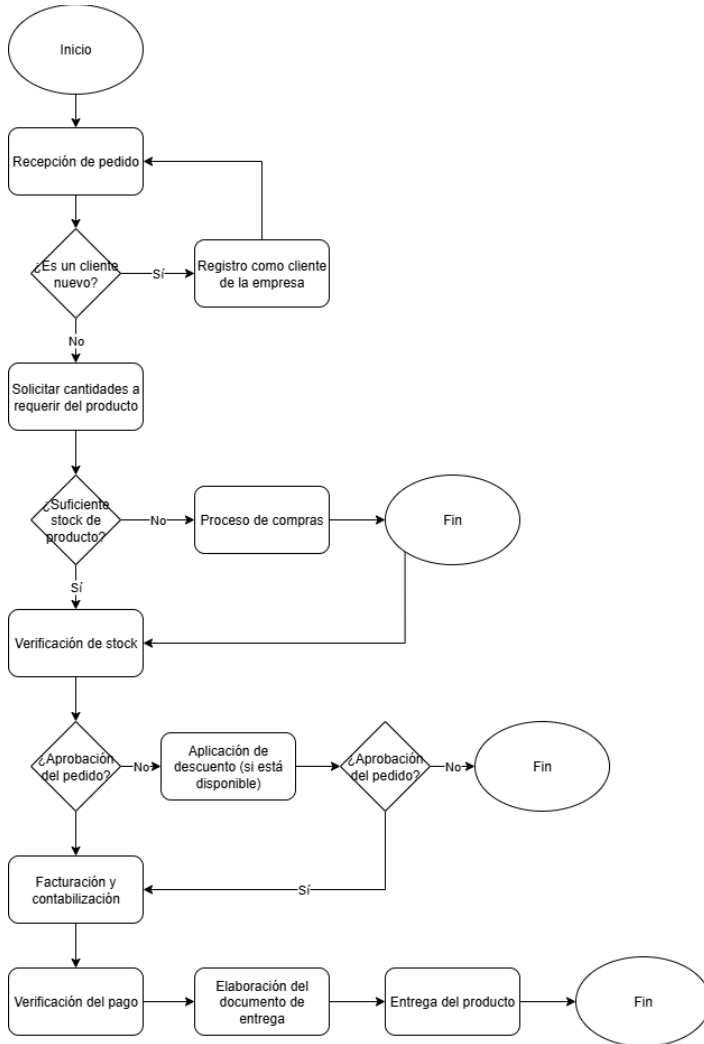 Inicio
Recepción de pedido
¿Es un cliente
nuevo?
Sí
Registro como cliente
de la empresa
No
Solicitar cantidades a
requerir del producto
¿Suficiente
stock de
producto?
No
Proceso de compras
Fin
Sí
Verificación de stock
¿Aprobación
del pedido?
No
Aplicación de
descuento (si está
disponible)
¿Aprobación
del pedido?
No
Fin
Facturación y
contabilización
Sí
Verificación del pago
Elaboración del
documento de
entrega
Entrega del producto
Fin